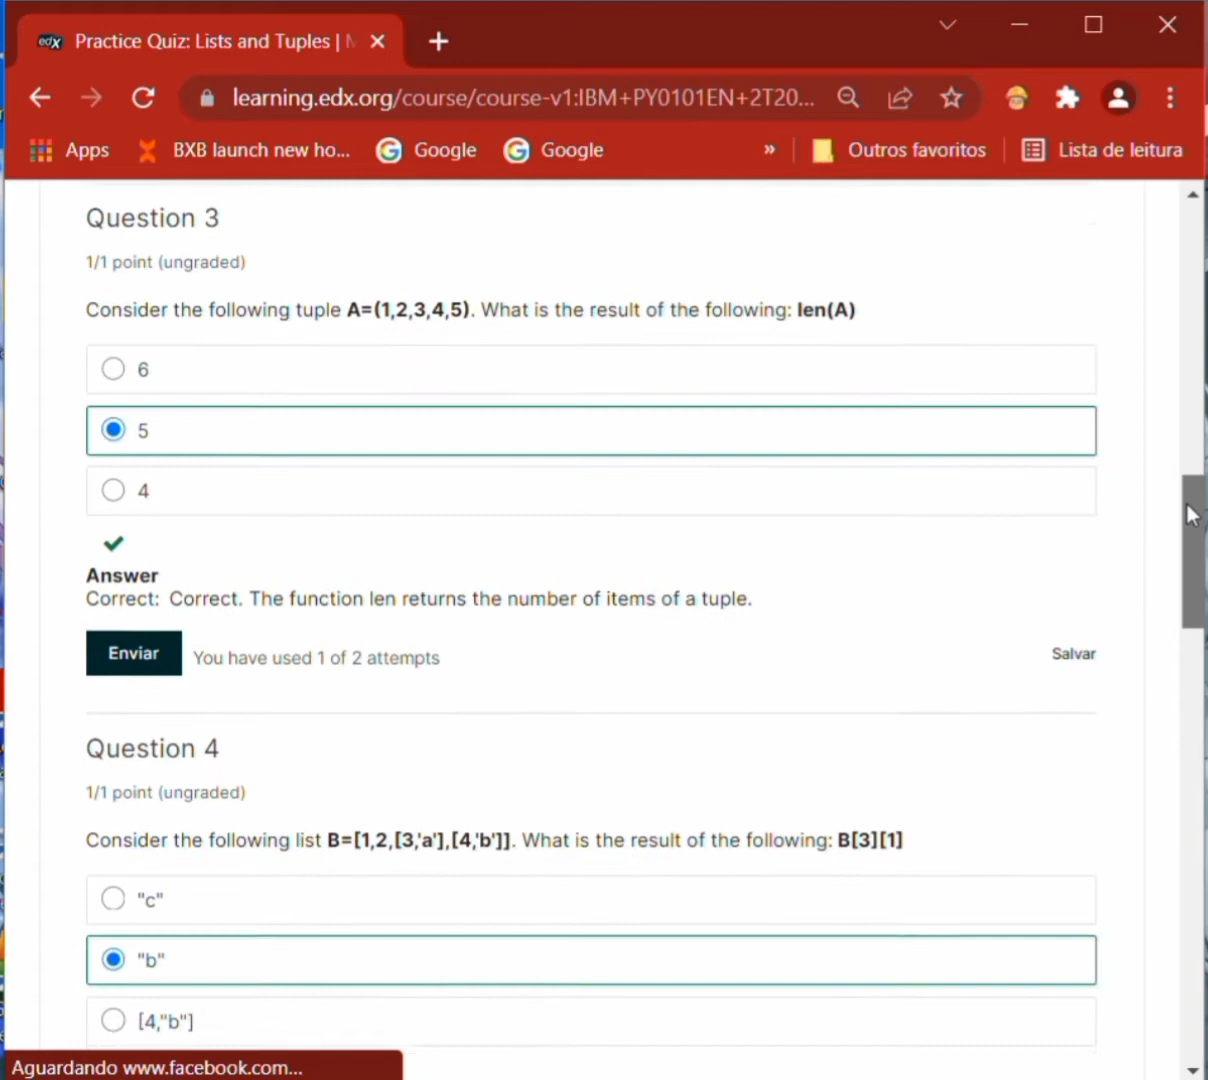 edX Practice Quiz: Lists and Tuples |
learning.edx.org/course/course-v1:IBM+PY0101EN+2T20...
Apps BXB launch new ho... Google Google » Outros favoritos Lista de leitura
Question 3
1/1 point (ungraded)
Consider the following tuple A=(1,2,3,4,5). What is the result of the following: len(A)
6
5
4
Answer
Correct: Correct. The function len returns the number of items of a tuple.
Enviar You have used 1 of 2 attempts Salvar
Question 4
1/1 point (ungraded)
Consider the following list B=[1,2,[3,'a'],[4,'b']]. What is the result of the following: B[3][1]
"c"
"b"
[4,"b"]
Aguardando www.facebook.com...